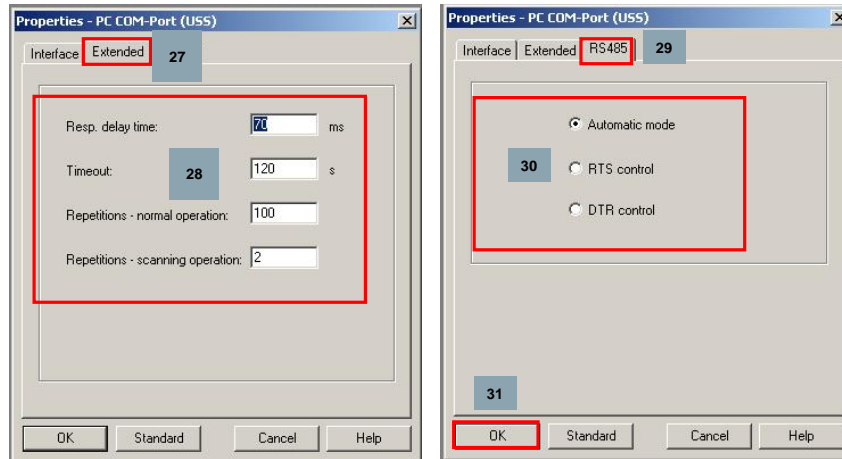 Properties - PC COM-Port (USS)
Interface Extended 27
Resp. delay time: 70 ms
Timeout: 28 120 s
Repetitions - normal operation: 100
Repetitions - scanning operation: 2
OK Standard Cancel Help
Properties - PC COM-Port (USS)
Interface Extended RS485 29
Automatic mode
30 RTS control
DTR control
31
OK Standard Cancel Help